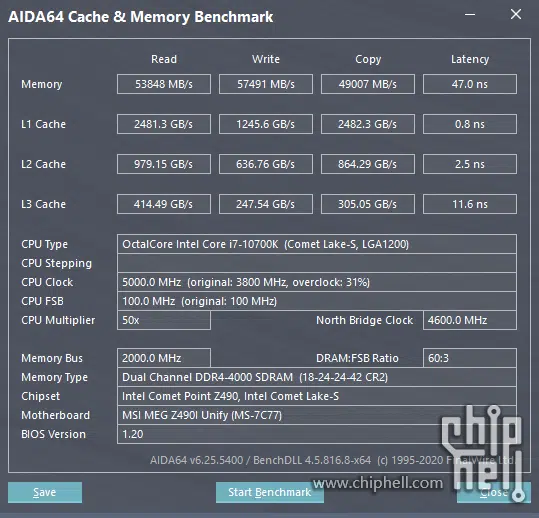 AIDA64 Cache & Memory Benchmark
Read Write Copy Latency
Memory 53848 MB/s 57491 MB/s 49007 MB/s 47.0 ns
L1 Cache 2481.3 GB/s 1245.6 GB/s 2482.3 GB/s 0.8 ns
L2 Cache 979.15 GB/s 636.76 GB/s 864.29 GB/s 2.5 ns
L3 Cache 414.49 GB/s 247.54 GB/s 305.05 GB/s 11.6 ns
CPU Type OctalCore Intel Core i7-10700K (Comet Lake-S, LGA1200)
CPU Stepping
CPU Clock 5000.0 MHz (original: 3800 MHz, overclock: 31%)
CPU FSB 100.0 MHz (original: 100 MHz)
CPU Multiplier 50x North Bridge Clock 4600.0 MHz
Memory Bus 2000.0 MHz DRAM:FSB Ratio 60:3
Memory Type Dual Channel DDR4-4000 SDRAM (18-24-24-42 CR2)
Chipset Intel Comet Point Z490, Intel Comet Lake-S
Motherboard MSI MEG Z490I Unify (MS-7C77)
BIOS Version 1.20
AIDA64 v6.25.5400 / BenchDLL 4.5.816.8-x64 (c) 1995-2020 FinalWire Ltd.
Save Start Benchmark Close
www.chiphell.com
chip
hell